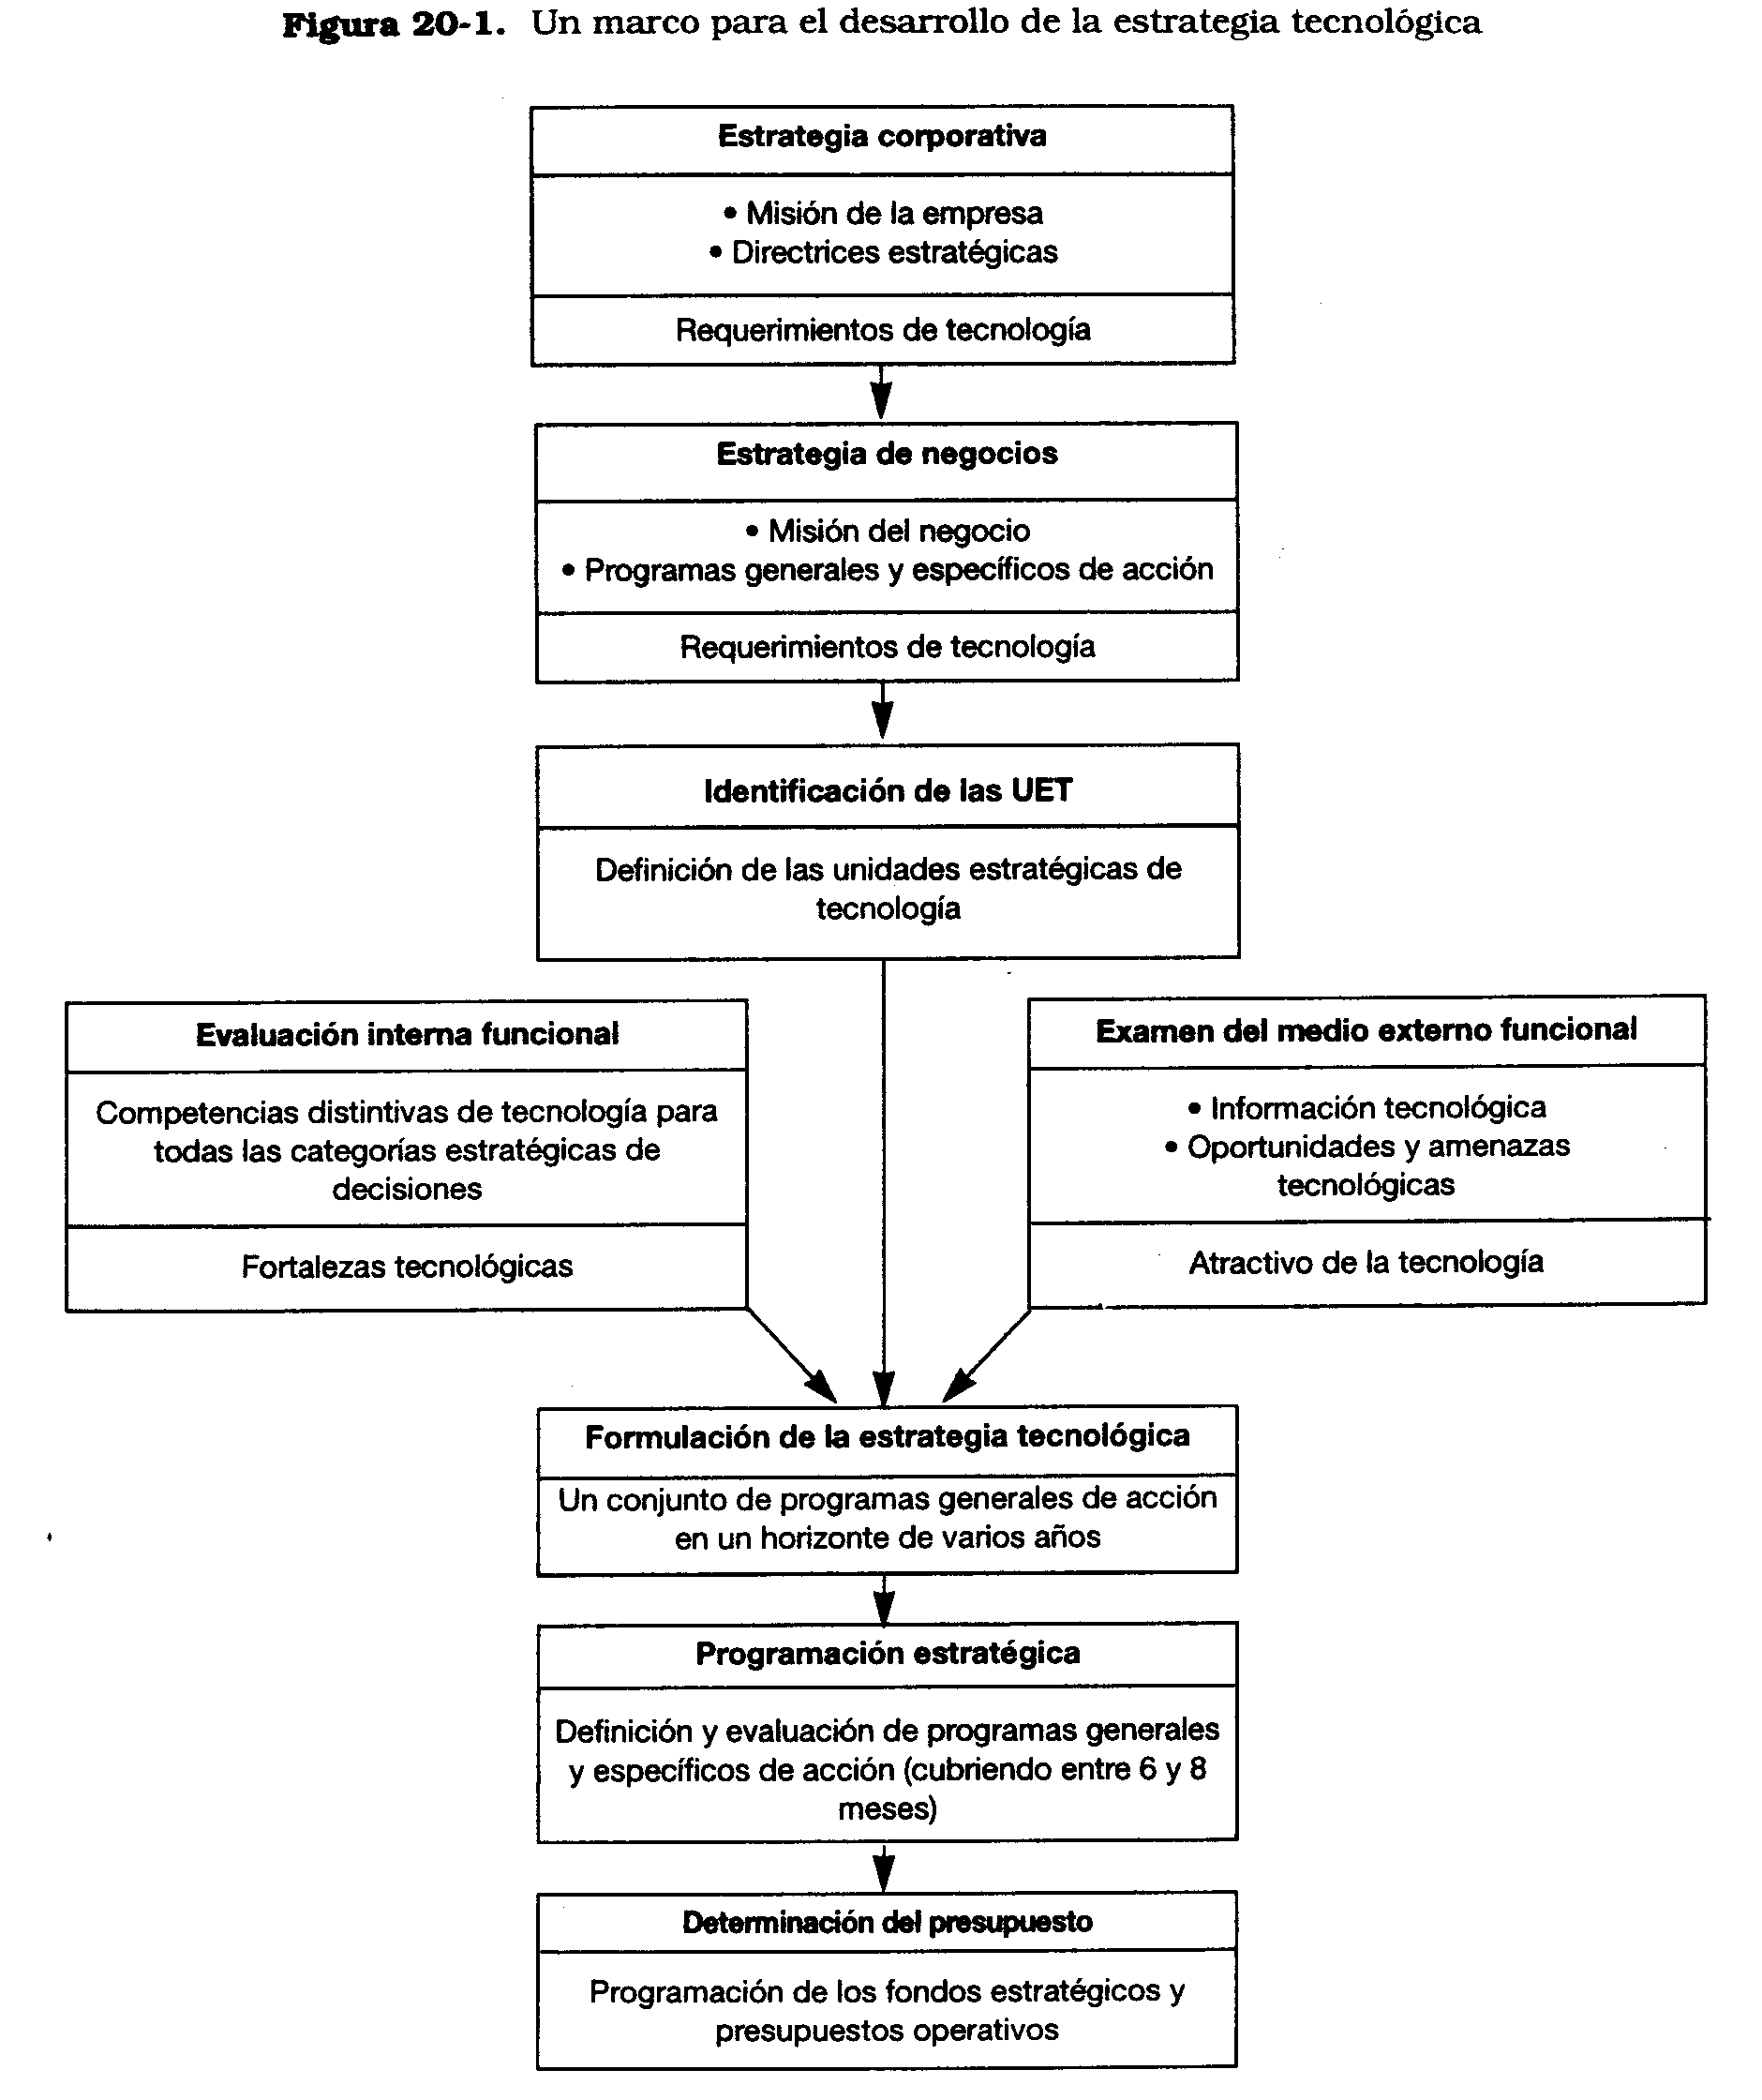 Figura 20-1. Un marco para el desarrollo de la estrategia tecnológica
Estrategia corporativa
• Misión de la empresa
• Directrices estratégicas
Requerimientos de tecnología
Estrategia de negocios
• Misión del negocio
• Programas generales y específicos de acción
Requerimientos de tecnología
Identificación de las UET
Definición de las unidades estratégicas de
tecnología
Evaluación interna funcional
Competencias distintivas de tecnología para
todas las categorías estratégicas de
decisiones
Fortalezas tecnológicas
Examen del medio externo funcional
• Información tecnológica
• Oportunidades y amenazas
tecnológicas
Atractivo de la tecnología
Formulación de la estrategia tecnológica
Un conjunto de programas generales de acción
en un horizonte de varios años
Programación estratégica
Definición y evaluación de programas generales
y específicos de acción (cubriendo entre 6 y 8
meses)
Determinación del presupuesto
Programación de los fondos estratégicos y
presupuestos operativos